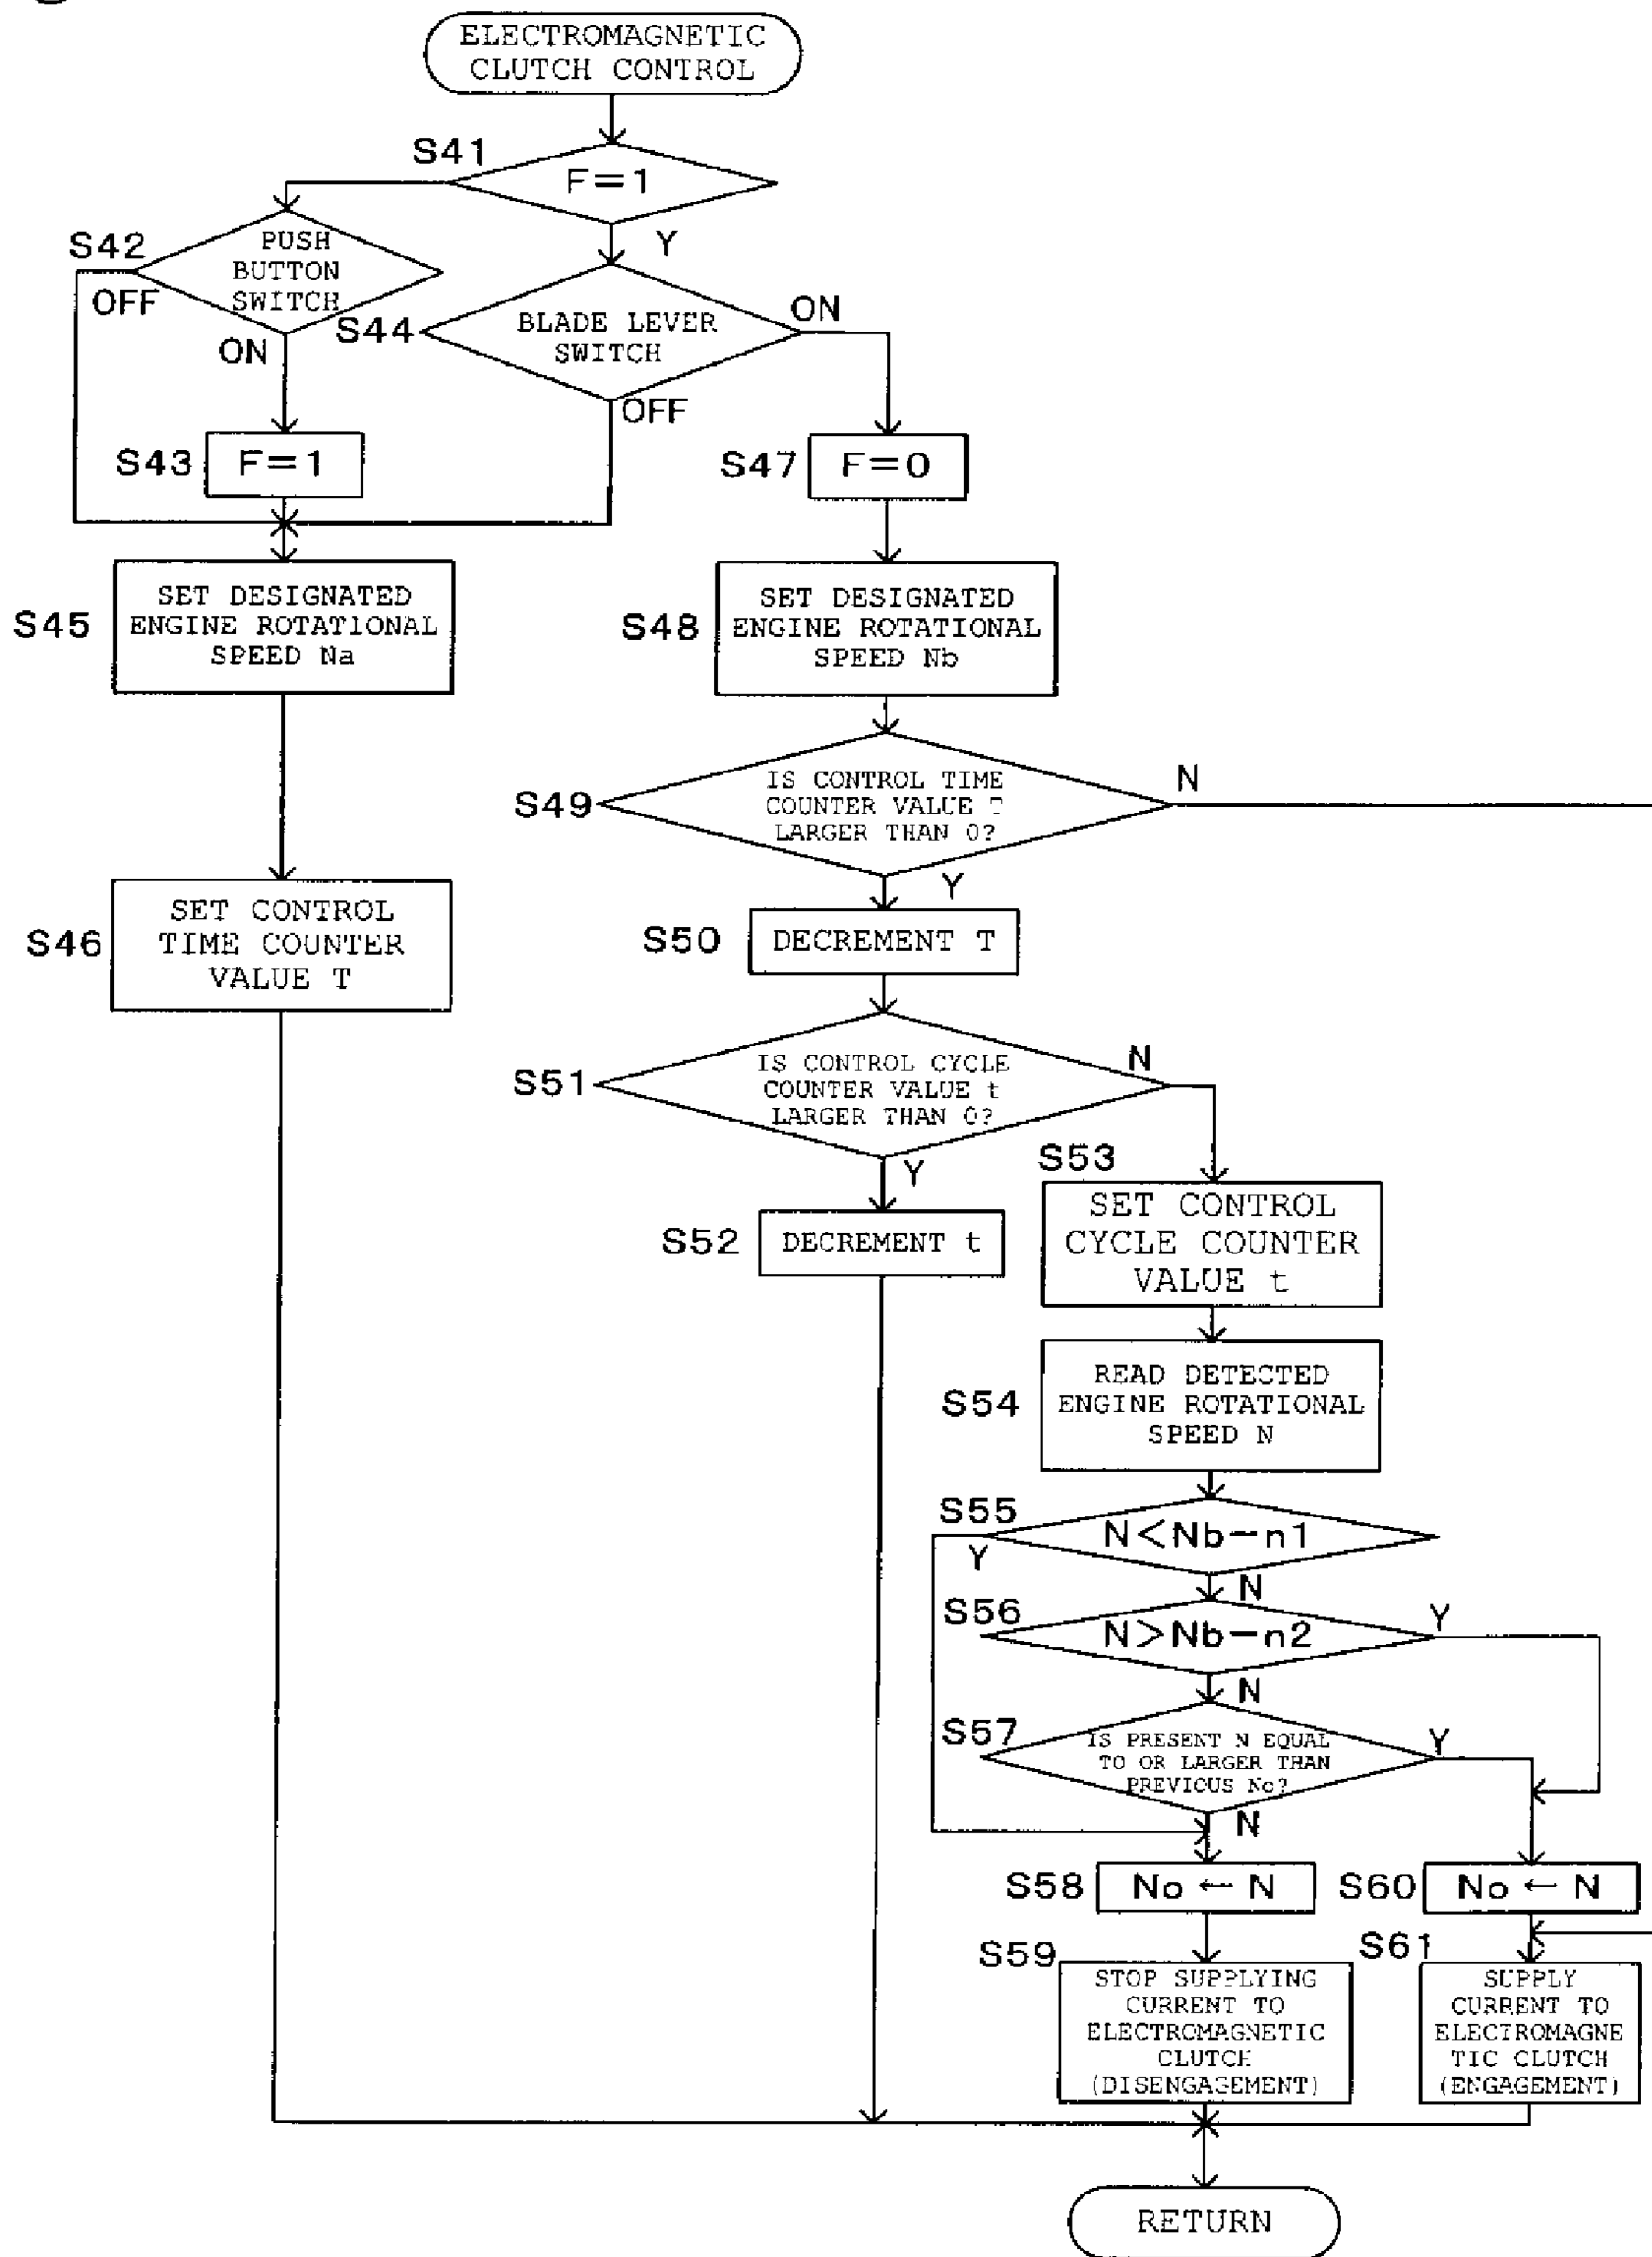 ELECTROMAGNETIC
CLUTCH CONTROL
S41
F=1
Y
S42
PUSH
BUTTON
SWITCH
OFF
ON
S44
BLADE LEVER
SWITCH
ON
OFF
S43
F=1
S47
F=0
S45
SET DESIGNATED
ENGINE ROTATIONAL
SPEED Na
S48
SET DESIGNATED
ENGINE ROTATIONAL
SPEED Nb
S49
IS CONTROL TIME
COUNTER VALUE T
LARGER THAN 0?
N
Y
S46
SET CONTROL
TIME COUNTER
VALUE T
S50
DECREMENT T
S51
IS CONTROL CYCLE
COUNTER VALUE t
LARGER THAN 0?
N
Y
S52
DECREMENT t
S53
SET CONTROL
CYCLE COUNTER
VALUE t
S54
READ DETECTED
ENGINE ROTATIONAL
SPEED N
S55
N<Nb-n1
Y
N
S56
N>Nb-n2
Y
N
S57
IS PRESENT N EQUAL
TO OR LARGER THAN
PREVIOUS No?
Y
N
S58
No ← N
S60
No ← N
S59
STOP SUPPLYING
CURRENT TO
ELECTROMAGNETIC
CLUTCH
(DISENGAGEMENT)
S61
SUPPLY
CURRENT TO
ELECTROMAGNE
TIC CLUTCH
(ENGAGEMENT)
RETURN